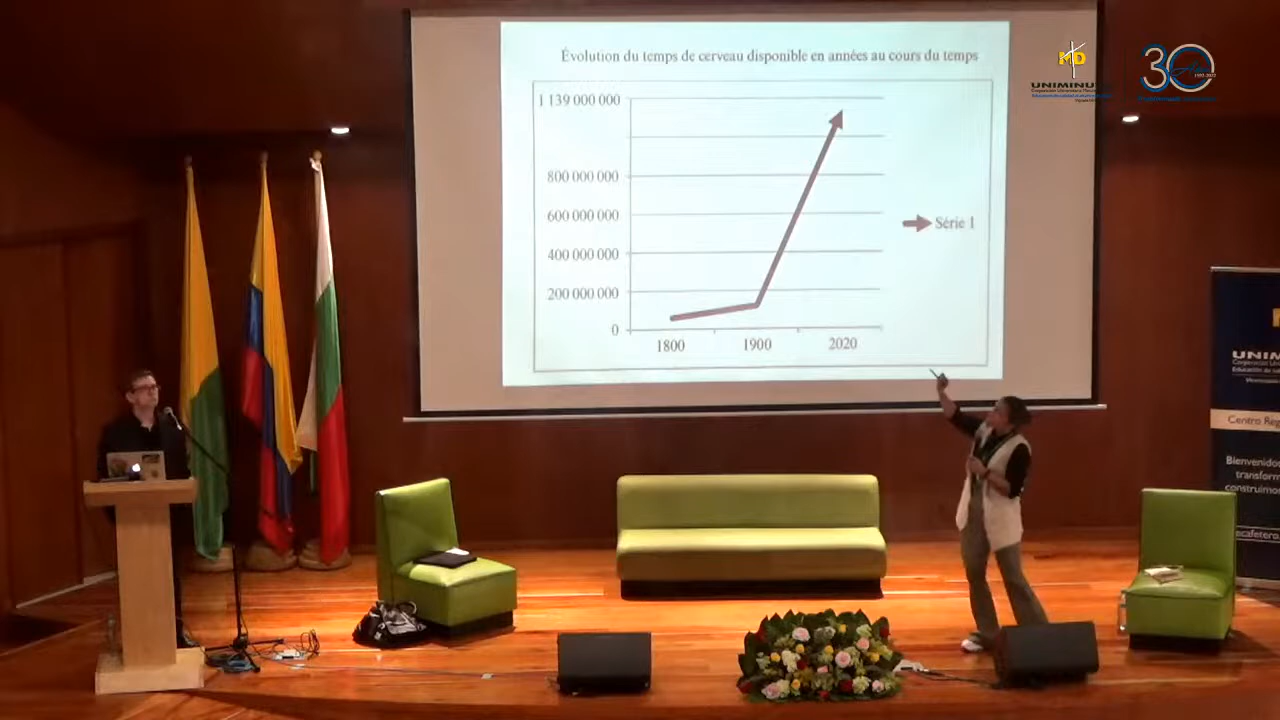 Évolution du temps de cerveau disponible en années au cours du temps
1 139 000 000
800 000 000
600 000 000
400 000 000
200 000 000
0
1800
1900
2020
Série 1
MD
UNIMINUTO
30
UNIM
Centro Reg
Bienvenidos
transform
construimos
ecafetero.